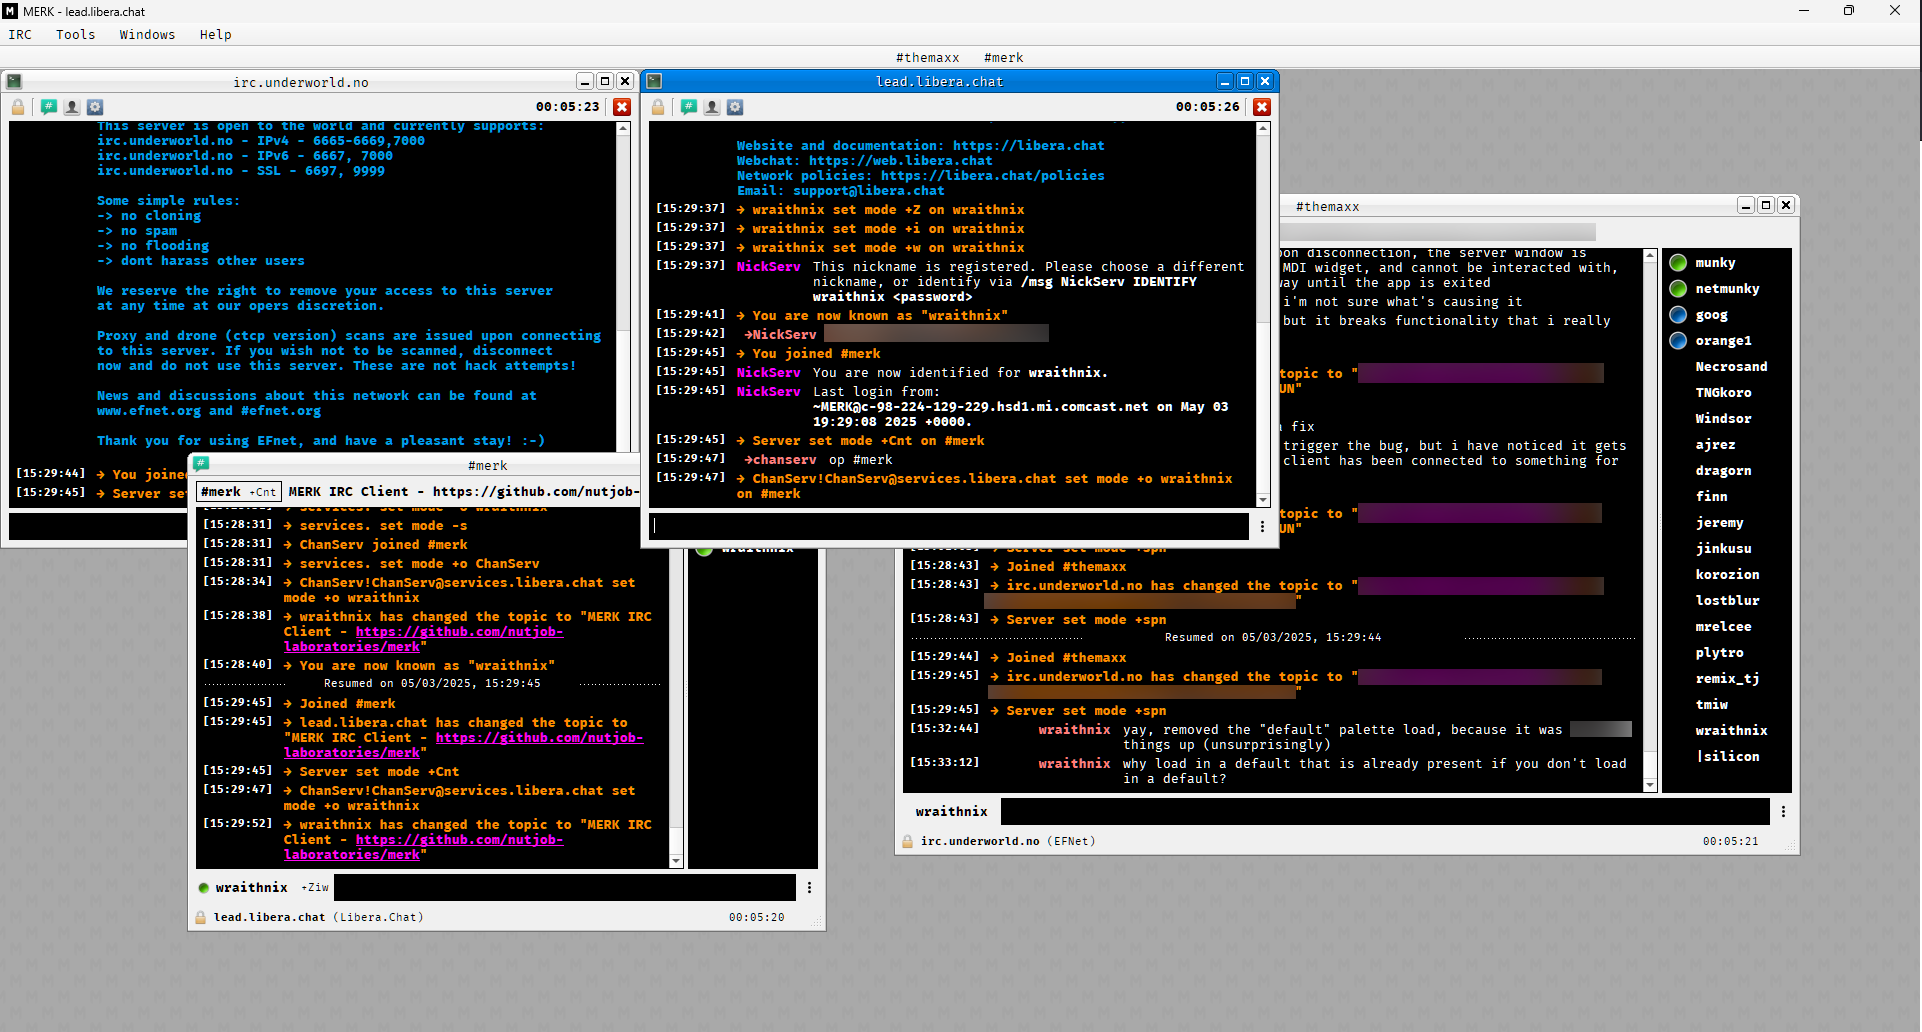 MERK - lead.libera.chat
IRC Tools Windows Help
#themaxx #merk
irc.underworld.no
00:05:23
This server is open to the world and currently supports:
irc.underworld.no - IPv4 - 6665-6669,7000
irc.underworld.no - IPv6 - 6667, 7000
irc.underworld.no - SSL - 6697, 9999
Some simple rules:
-> no cloning
-> no spam
-> no flooding
-> dont harass other users
We reserve the right to remove your access to this server
at any time at our opers discretion.
Proxy and drone (ctcp version) scans are issued upon connecting
to this server. If you wish not to be scanned, disconnect
now and do not use this server. These are not hack attempts!
News and discussions about this network can be found at
www.efnet.org and #efnet.org
Thank you for using EFnet, and have a pleasant stay! :-)
[15:29:44] → You joine
[15:29:45] → Server se
lead.libera.chat
00:05:26
Website and documentation: https://libera.chat
Webchat: https://web.libera.chat
Network policies: https://libera.chat/policies
Email: support@libera.chat
[15:29:37] → wraithnix set mode +Z on wraithnix
[15:29:37] → wraithnix set mode +i on wraithnix
[15:29:37] → wraithnix set mode +w on wraithnix
[15:29:37] NickServ This nickname is registered. Please choose a different
nickname, or identify via /msg NickServ IDENTIFY
wraithnix <password>
[15:29:41] → You are now known as "wraithnix"
[15:29:42] →NickServ
[15:29:45] → You joined #merk
[15:29:45] NickServ You are now identified for wraithnix.
[15:29:45] NickServ Last login from:
~MERK@c-98-224-129-229.hsd1.mi.comcast.net on May 03
19:29:08 2025 +0000.
[15:29:45] → Server set mode +Cnt on #merk
[15:29:47] →chanserv op #merk
[15:29:47] → ChanServ!ChanServ@services.libera.chat set mode +o wraithnix
on #merk
#merk
#merk +Cnt MERK IRC Client - https://github.com/nutjob-
→ services. set mode -o wraithnix
[15:28:31] → services. set mode -s
[15:28:31] → ChanServ joined #merk
[15:28:31] → services. set mode +o ChanServ
[15:28:34] → ChanServ!ChanServ@services.libera.chat set
mode +o wraithnix
[15:28:38] → wraithnix has changed the topic to "MERK IRC
Client - https://github.com/nutjob-
laboratories/merk"
[15:28:40] → You are now known as "wraithnix"
Resumed on 05/03/2025, 15:29:45
[15:29:45] → Joined #merk
[15:29:45] → lead.libera.chat has changed the topic to
"MERK IRC Client - https://github.com/nutjob-
laboratories/merk"
[15:29:45] → Server set mode +Cnt
[15:29:47] → ChanServ!ChanServ@services.libera.chat set
mode +o wraithnix
[15:29:52] → wraithnix has changed the topic to "MERK IRC
Client - https://github.com/nutjob-
laboratories/merk"
wraithnix
wraithnix +Ziw
lead.libera.chat (Libera.Chat) 00:05:20
#themaxx
on disconnection, the server window is
MDI widget, and cannot be interacted with,
way until the app is exited
i'm not sure what's causing it
but it breaks functionality that i really
topic to "
UN"
fix
trigger the bug, but i have noticed it gets
client has been connected to something for
topic to "
UN"
→ Server set mode +spn
[15:28:43] → Joined #themaxx
[15:28:43] → irc.underworld.no has changed the topic to "
"
[15:28:43] → Server set mode +spn
Resumed on 05/03/2025, 15:29:44
[15:29:44] → Joined #themaxx
[15:29:45] → irc.underworld.no has changed the topic to "
"
[15:29:45] → Server set mode +spn
[15:32:44] wraithnix yay, removed the "default" palette load, because it was
things up (unsurprisingly)
[15:33:12] wraithnix why load in a default that is already present if you don't load
in a default?
munky
netmunky
goog
orange1
Necrosand
TNGkoro
Windsor
ajrez
dragorn
finn
jeremy
jinkusu
korozion
lostblur
mrelcee
plytro
remix_tj
tmiw
wraithnix
|silicon
wraithnix
irc.underworld.no (EFNet) 00:05:21